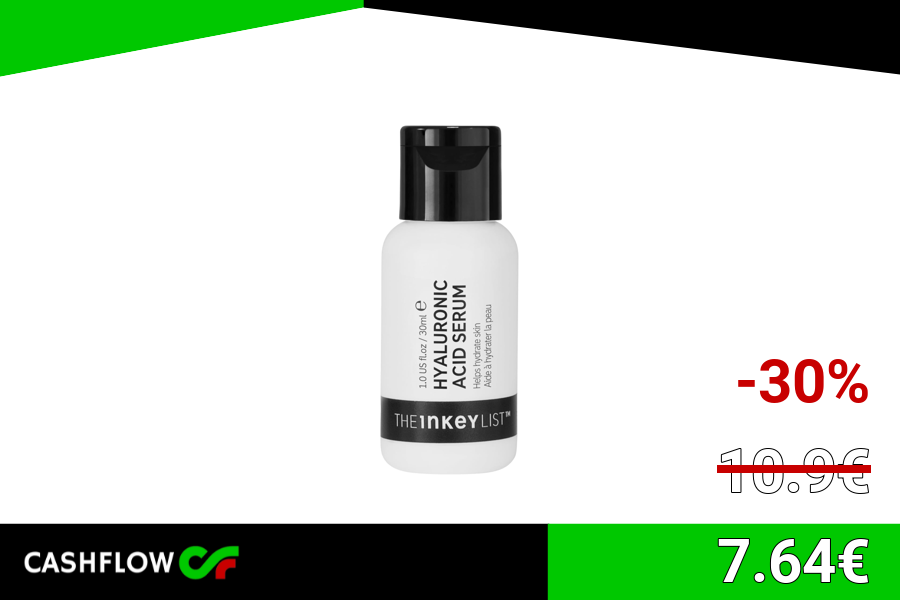 1.0 US fl.oz / 30ml ℮
HYALURONIC
ACID SERUM
Helps hydrate skin
Aide à hydrater la peau
THE INKEY LIST™
-30%
10.9€
CASHFLOW
7.64€